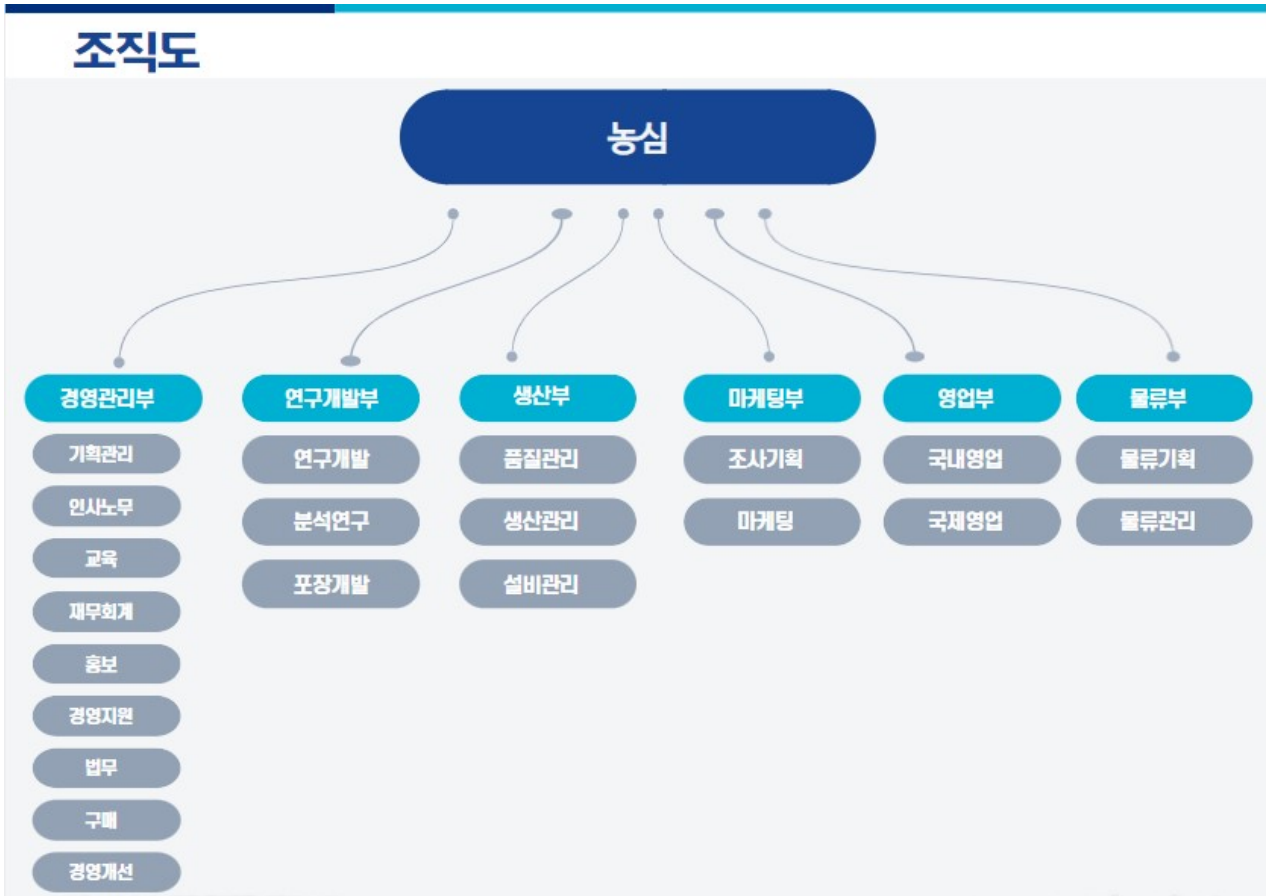 조직도
농심
경영관리부
기획관리
인사노무
교육
재무회계
홍보
경영지원
법무
구매
경영개선
연구개발부
연구개발
분석연구
포장개발
생산부
품질관리
생산관리
설비관리
마케팅부
조사기획
마케팅
영업부
국내영업
국제영업
물류부
물류기획
물류관리